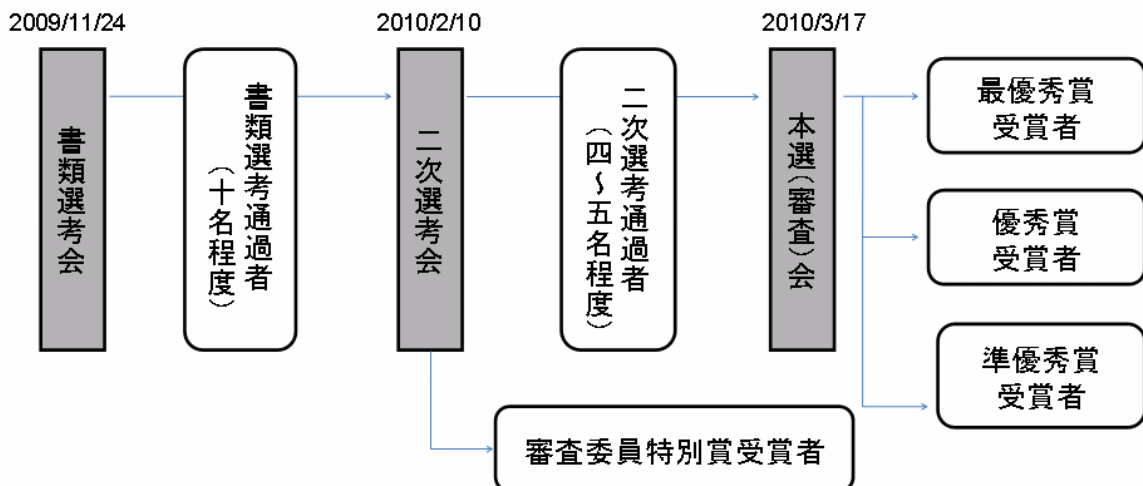 2009/11/24
2010/2/10
2010/3/17
書類選考会
書類選考通過者
(十名程度)
二次選考会
二次選考通過者
(四～五名程度)
本選(審査)会
最優秀賞
受賞者
優秀賞
受賞者
準優秀賞
受賞者
審査委員特別賞受賞者